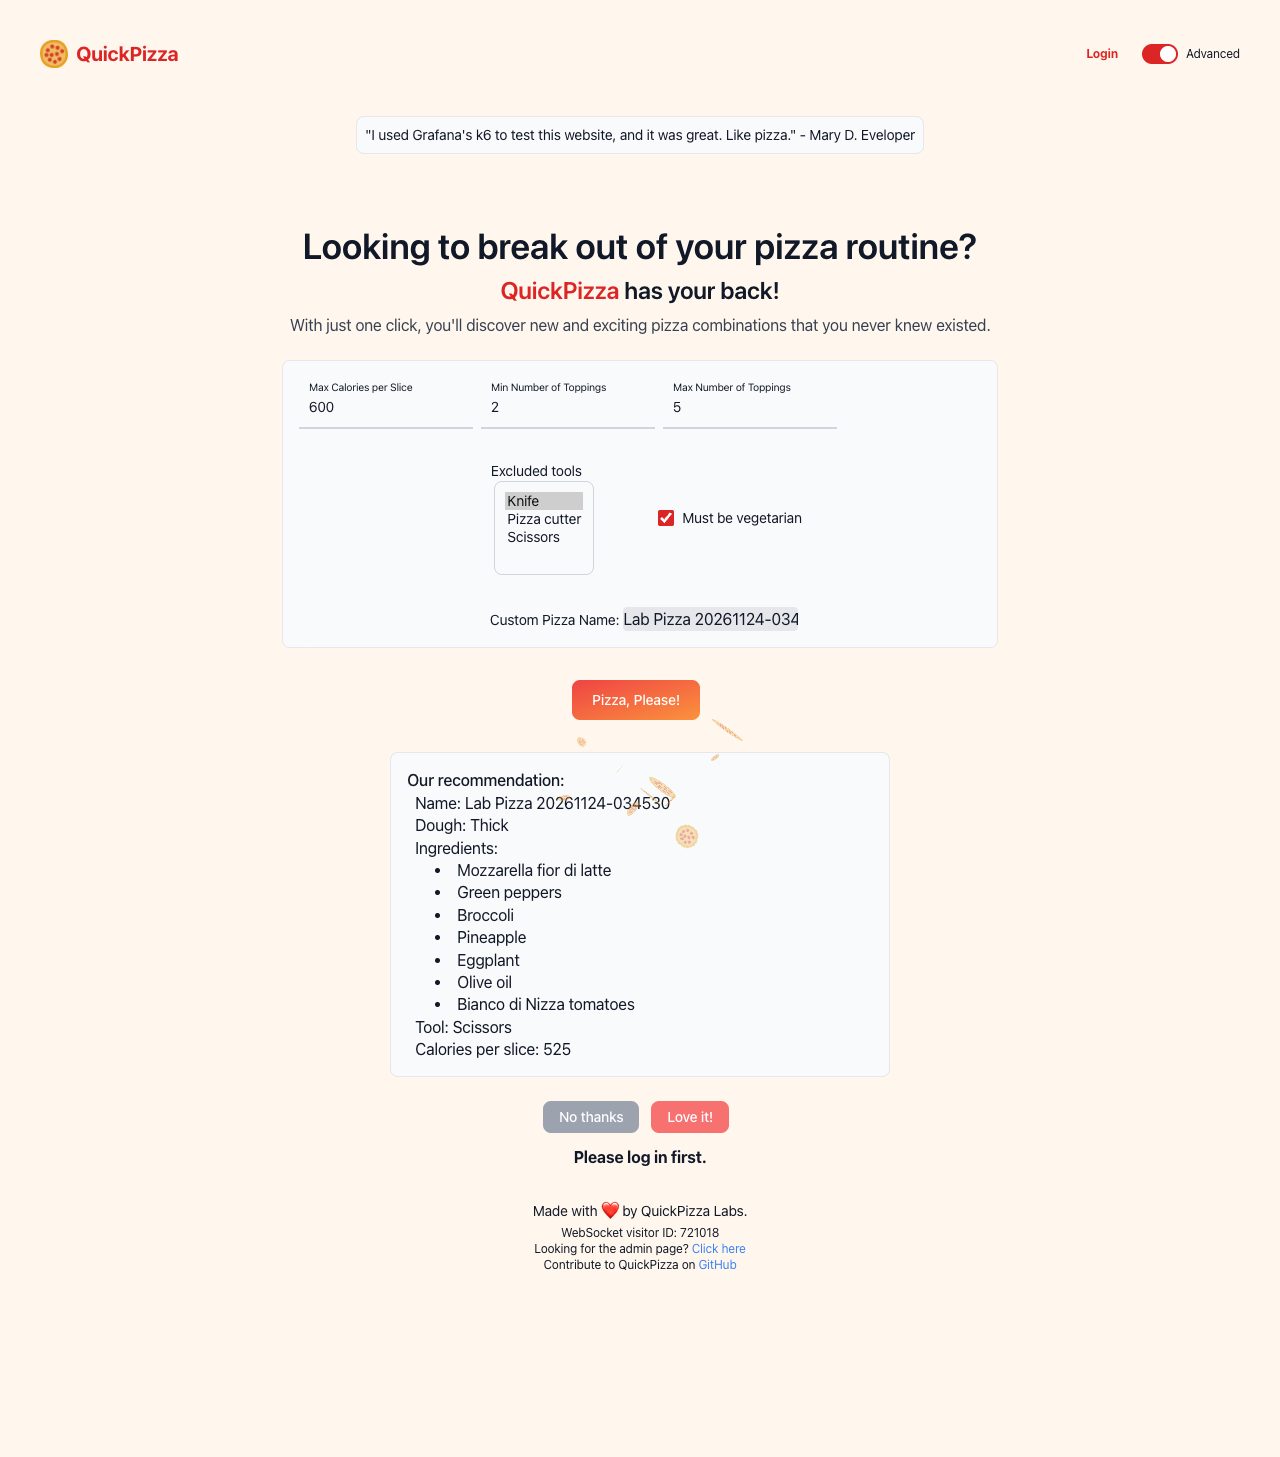 QuickPizza
Login
Advanced
"I used Grafana's k6 to test this website, and it was great. Like pizza." - Mary D. Eveloper
Looking to break out of your pizza routine?
QuickPizza has your back!
With just one click, you'll discover new and exciting pizza combinations that you never knew existed.
Max Calories per Slice
600
Min Number of Toppings
2
Max Number of Toppings
5
Excluded tools
Knife
Pizza cutter
Scissors
Must be vegetarian
Custom Pizza Name: Lab Pizza 20261124-034
Pizza, Please!
Our recommendation:
Name: Lab Pizza 20261124-034530
Dough: Thick
Ingredients:
• Mozzarella fior di latte
• Green peppers
• Broccoli
• Pineapple
• Eggplant
• Olive oil
• Bianco di Nizza tomatoes
Tool: Scissors
Calories per slice: 525
No thanks
Love it!
Please log in first.
Made with ❤️ by QuickPizza Labs.
WebSocket visitor ID: 721018
Looking for the admin page? Click here
Contribute to QuickPizza on GitHub